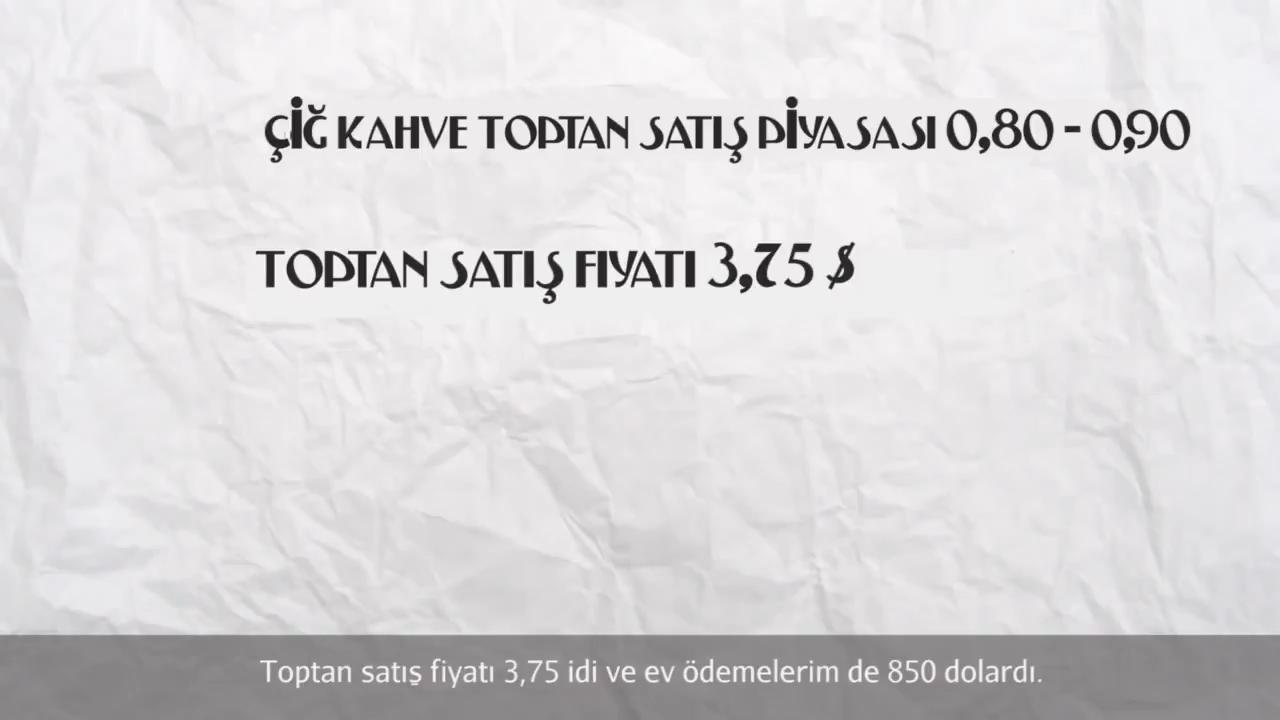 ÇİĞ KAHVE TOPTAN SATIŞ PİYASASI 0,80 - 0,90
TOPTAN SATIŞ FIYATI 3,75 $
Toptan satış fiyatı 3,75 idi ve ev ödemelerim de 850 dolardı.